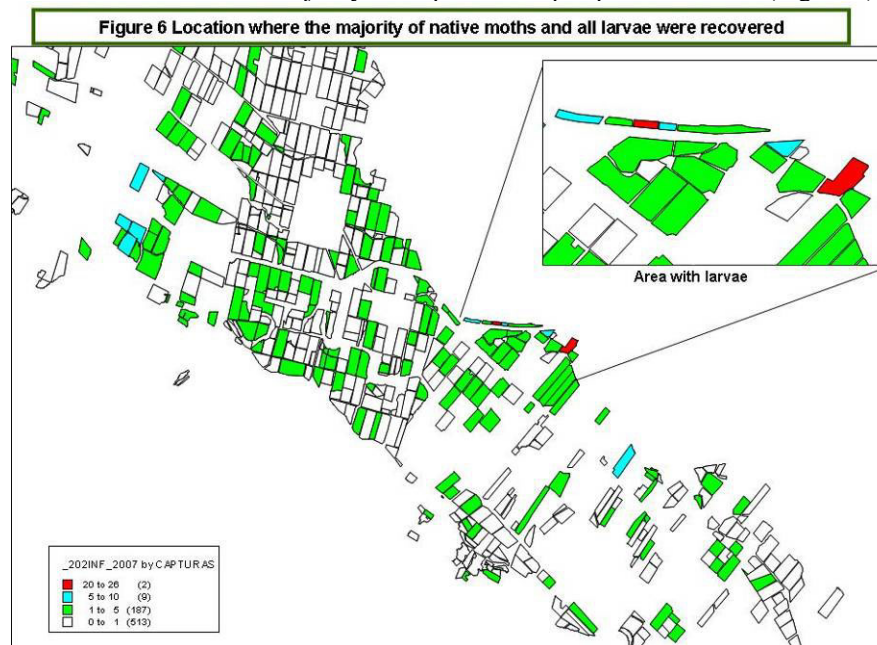 Figure 6 Location where the majority of native moths and all larvae were recovered
Area with larvae
_202INF_2007 by CAPTURAS
20 to 26 (2)
5 to 10 (9)
1 to 5 (187)
0 to 1 (513)